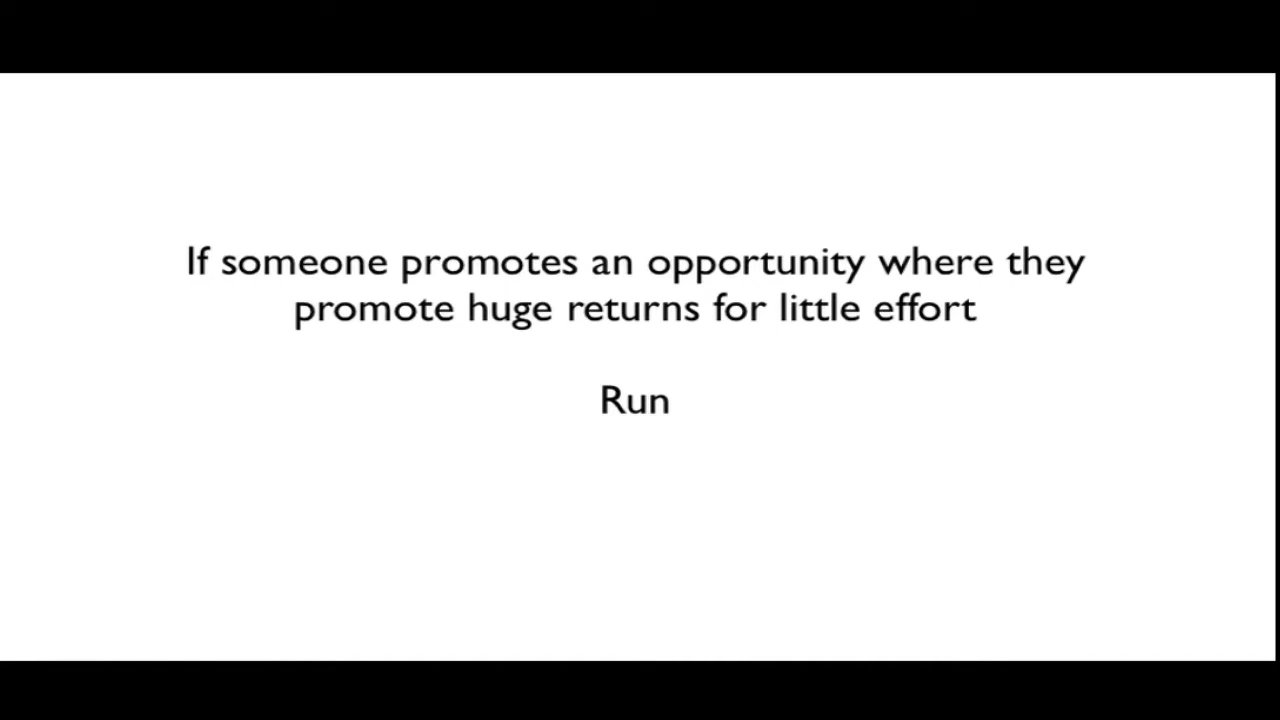 If someone promotes an opportunity where they
promote huge returns for little effort
Run